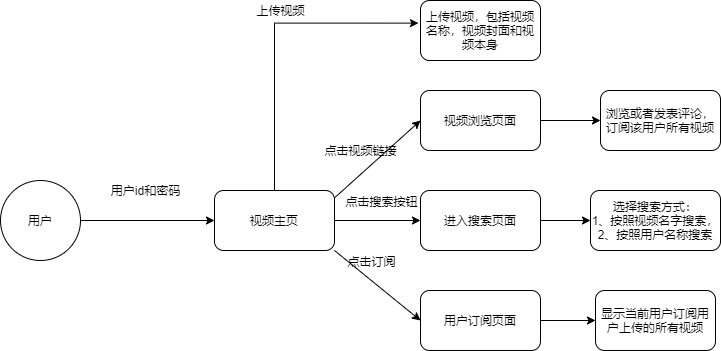 上传视频
上传视频，包括视频
名称，视频封面和视
频本身
视频浏览页面
浏览或者发表评论，
订阅该用户所有视频
点击视频链接
用户id和密码
用户
视频主页
点击搜索按钮
进入搜索页面
选择搜索方式：
1、按照视频名字搜索，
2、按照用户名称搜索
点击订阅
用户订阅页面
显示当前用户订阅用
户上传的所有视频